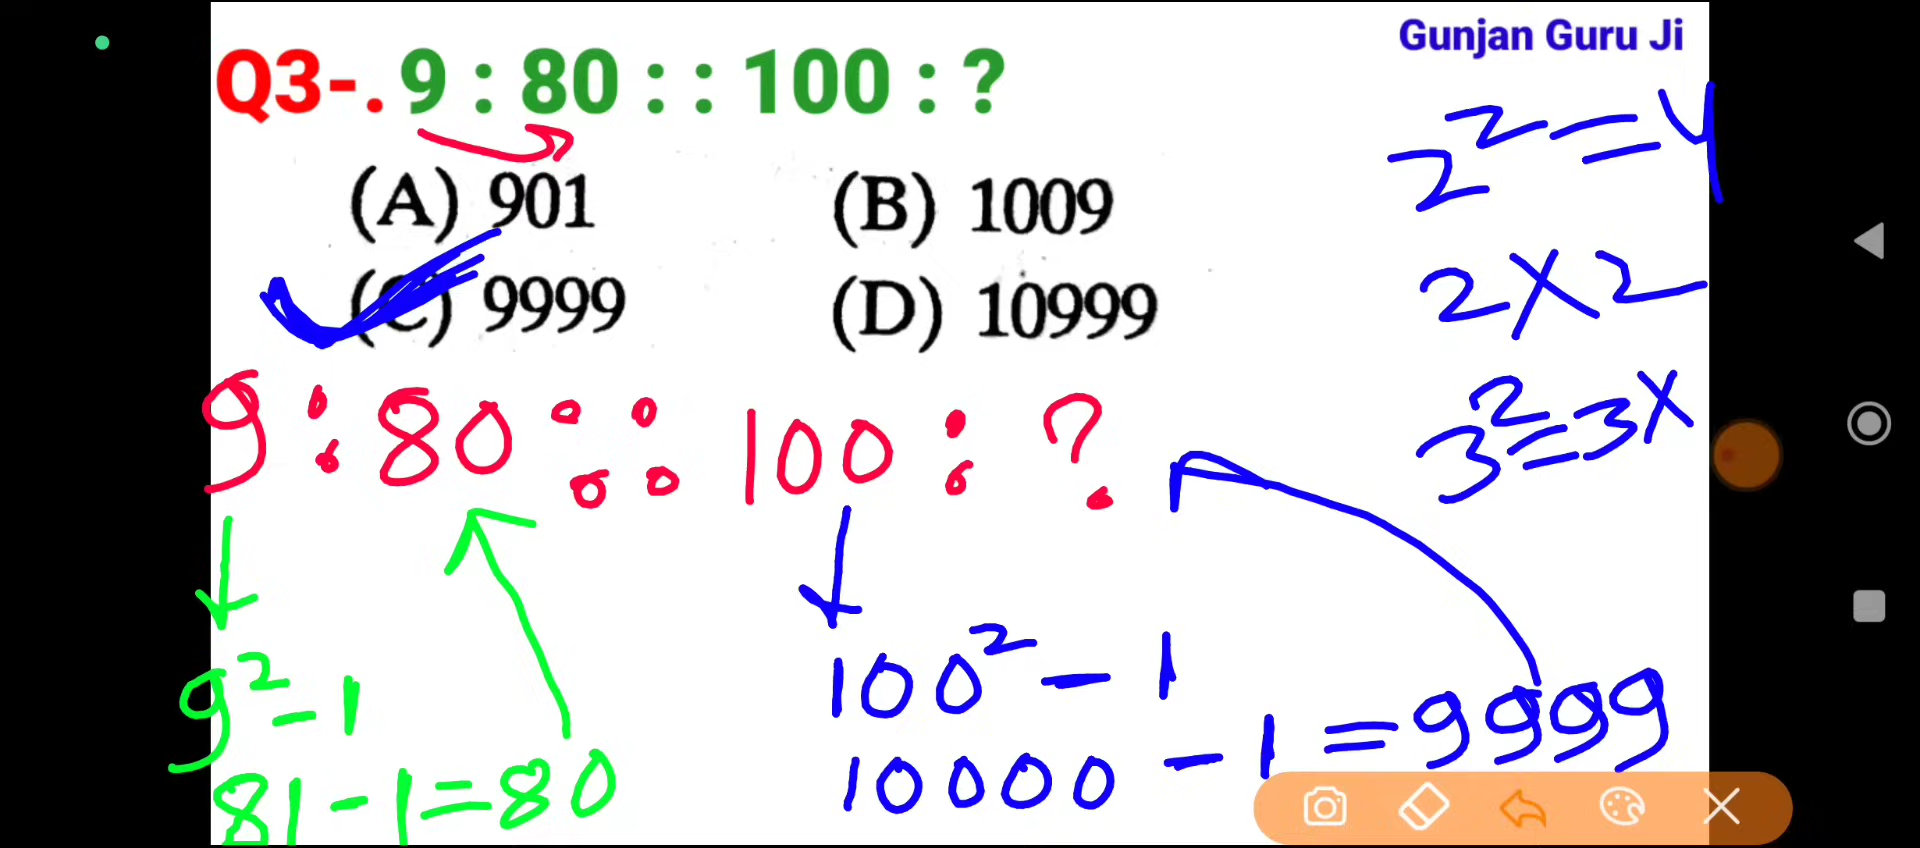 Gunjan Guru Ji
Q3-. 9 : 80 : : 100 : ?
(A) 901 (B) 1009
(C) 9999 (D) 10999
2² = 4
2 × 2
3² = 3 ×
9 : 80 : : 100 : ?
9² - 1
81 - 1 = 80
100² - 1
10000 - 1 = 9999